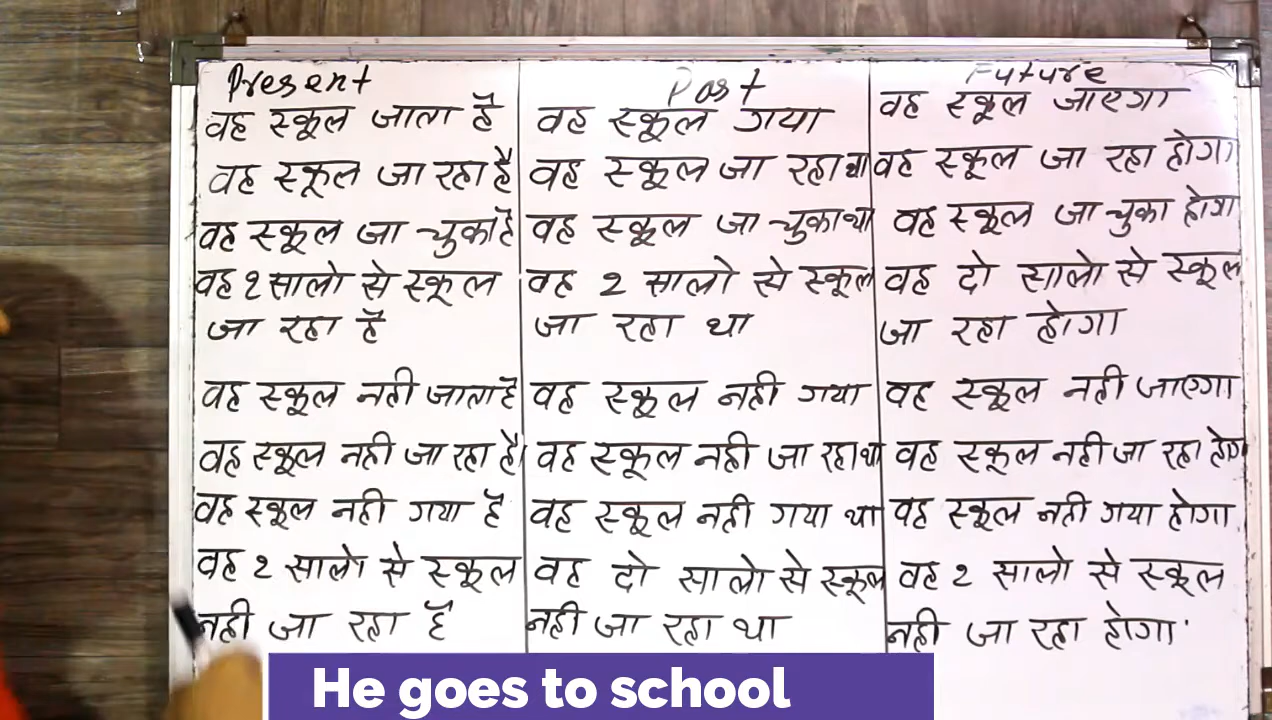 Present
वह स्कूल जाता है
वह स्कूल जा रहा है
वह स्कूल जा चुका है
वह 2 सालो से स्कूल
जा रहा है
वह स्कूल नही जाता है
वह स्कूल नही जा रहा है।
वह स्कूल नही गया है
वह 2 सालो से स्कूल
नही जा रहा है
Past
वह स्कूल गया
वह स्कूल जा रहा था
वह स्कूल जा चुका था
वह 2 सालो से स्कूल
जा रहा था
वह स्कूल नही गया
वह स्कूल नही जा रहा था
वह स्कूल नही गया था
वह दो सालो से स्कूल
नही जा रहा था
Future
वह स्कूल जाएगा
वह स्कूल जा रहा होगा
वह स्कूल जा चुका होगा
वह दो सालो से स्कूल
जा रहा होगा
वह स्कूल नही जाएगा
वह स्कूल नही जा रहा होगा
वह स्कूल नही गया होगा
वह 2 सालो से स्कूल
नही जा रहा होगा
He goes to school